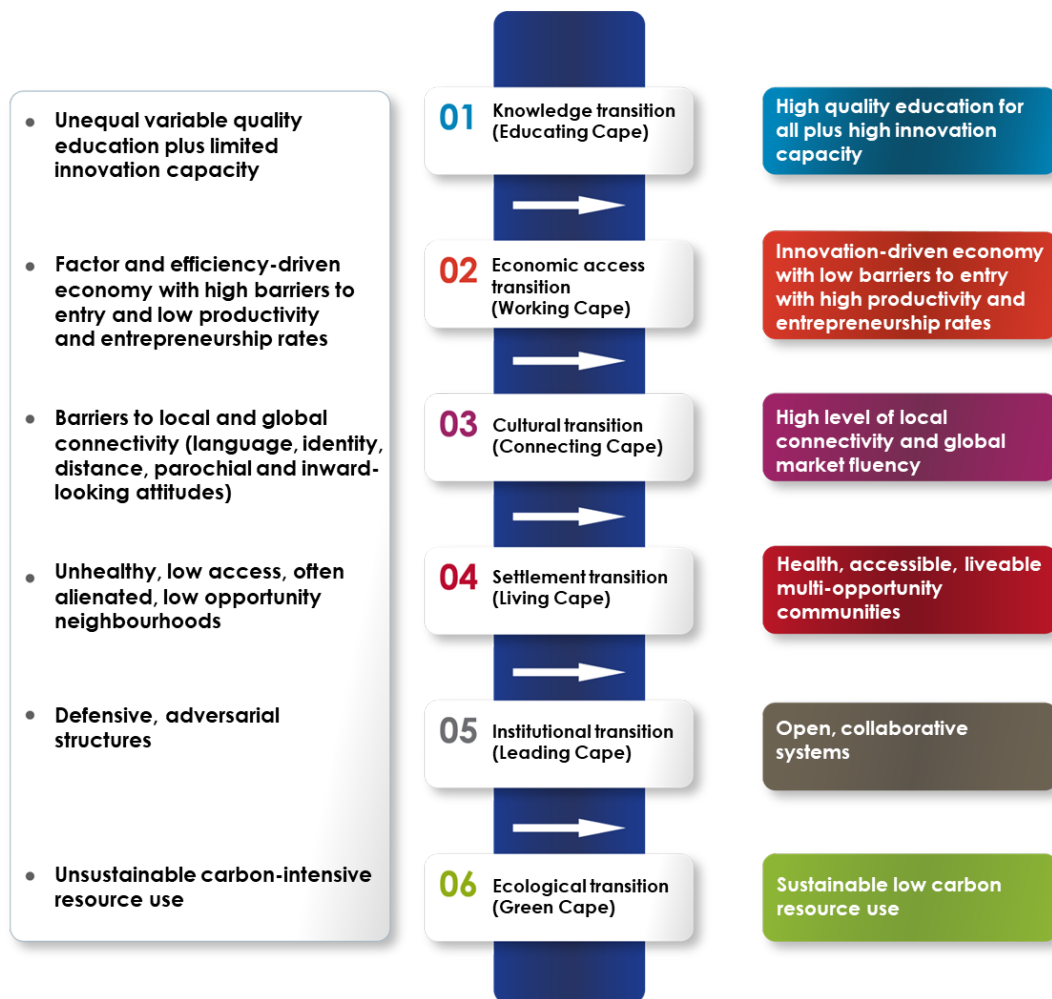 Unequal variable quality
education plus limited
innovation capacity
01
Knowledge transition
(Educating Cape)
High quality education for
all plus high innovation
capacity
Factor and efficiency-driven
economy with high barriers to
entry and low productivity
and entrepreneurship rates
02
Economic access
transition
(Working Cape)
Innovation-driven economy
with low barriers to entry
with high productivity and
entrepreneurship rates
Barriers to local and global
connectivity (language, identity,
distance, parochial and inward-
looking attitudes)
03
Cultural transition
(Connecting Cape)
High level of local
connectivity and global
market fluency
Unhealthy, low access, often
alienated, low opportunity
neighbourhoods
04
Settlement transition
(Living Cape)
Health, accessible, liveable
multi-opportunity
communities
Defensive, adversarial
structures
05
Institutional transition
(Leading Cape)
Open, collaborative
systems
Unsustainable carbon-intensive
resource use
06
Ecological transition
(Green Cape)
Sustainable low carbon
resource use